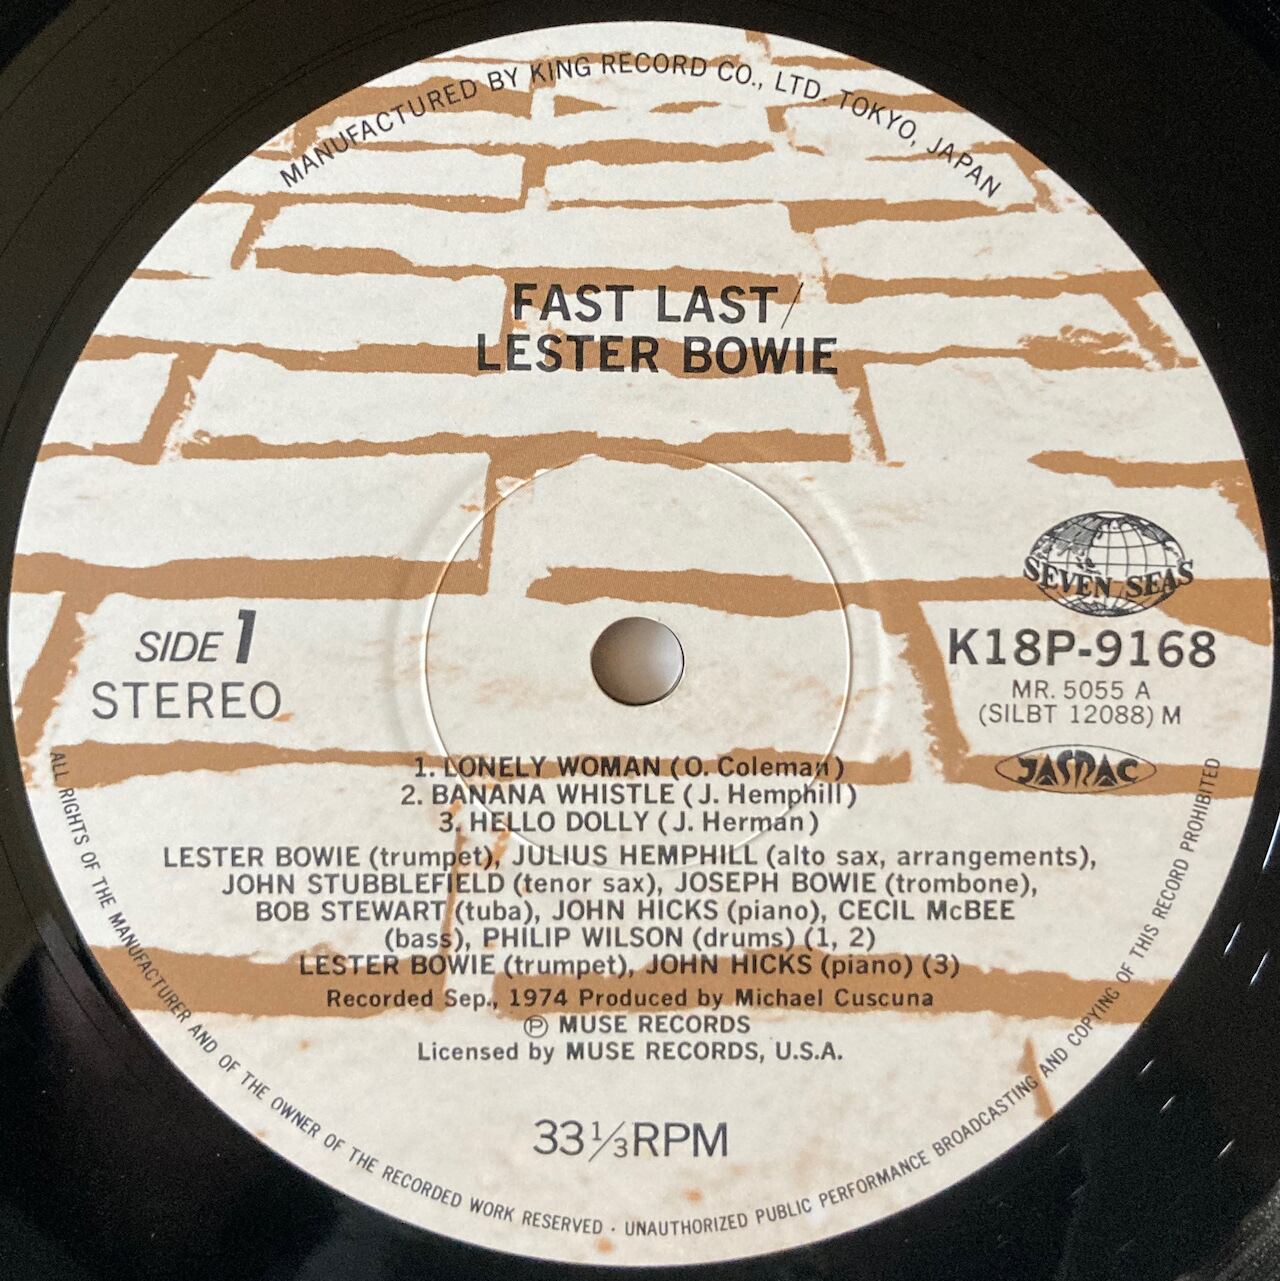 MANUFACTURED BY KING RECORD CO., LTD. TOKYO, JAPAN
FAST LAST/
LESTER BOWIE
SEVEN SEAS
SIDE 1
STEREO
K18P-9168
MR. 5055 A
(SILBT 12088) M
JASRAC
1. LONELY WOMAN (O. Coleman)
2. BANANA WHISTLE (J. Hemphill)
3. HELLO DOLLY (J. Herman)
LESTER BOWIE (trumpet), JULIUS HEMPHILL (alto sax, arrangements),
JOHN STUBBLEFIELD (tenor sax), JOSEPH BOWIE (trombone),
BOB STEWART (tuba), JOHN HICKS (piano), CECIL McBEE
(bass), PHILIP WILSON (drums) (1, 2)
LESTER BOWIE (trumpet), JOHN HICKS (piano) (3)
Recorded Sep., 1974 Produced by Michael Cuscuna
Ⓟ MUSE RECORDS
Licensed by MUSE RECORDS, U.S.A.
33 1/3 RPM
ALL RIGHTS OF THE MANUFACTURER AND OF THE OWNER OF THE RECORDED WORK RESERVED · UNAUTHORIZED PUBLIC PERFORMANCE BROADCASTING AND COPYING OF THIS RECORD PROHIBITED